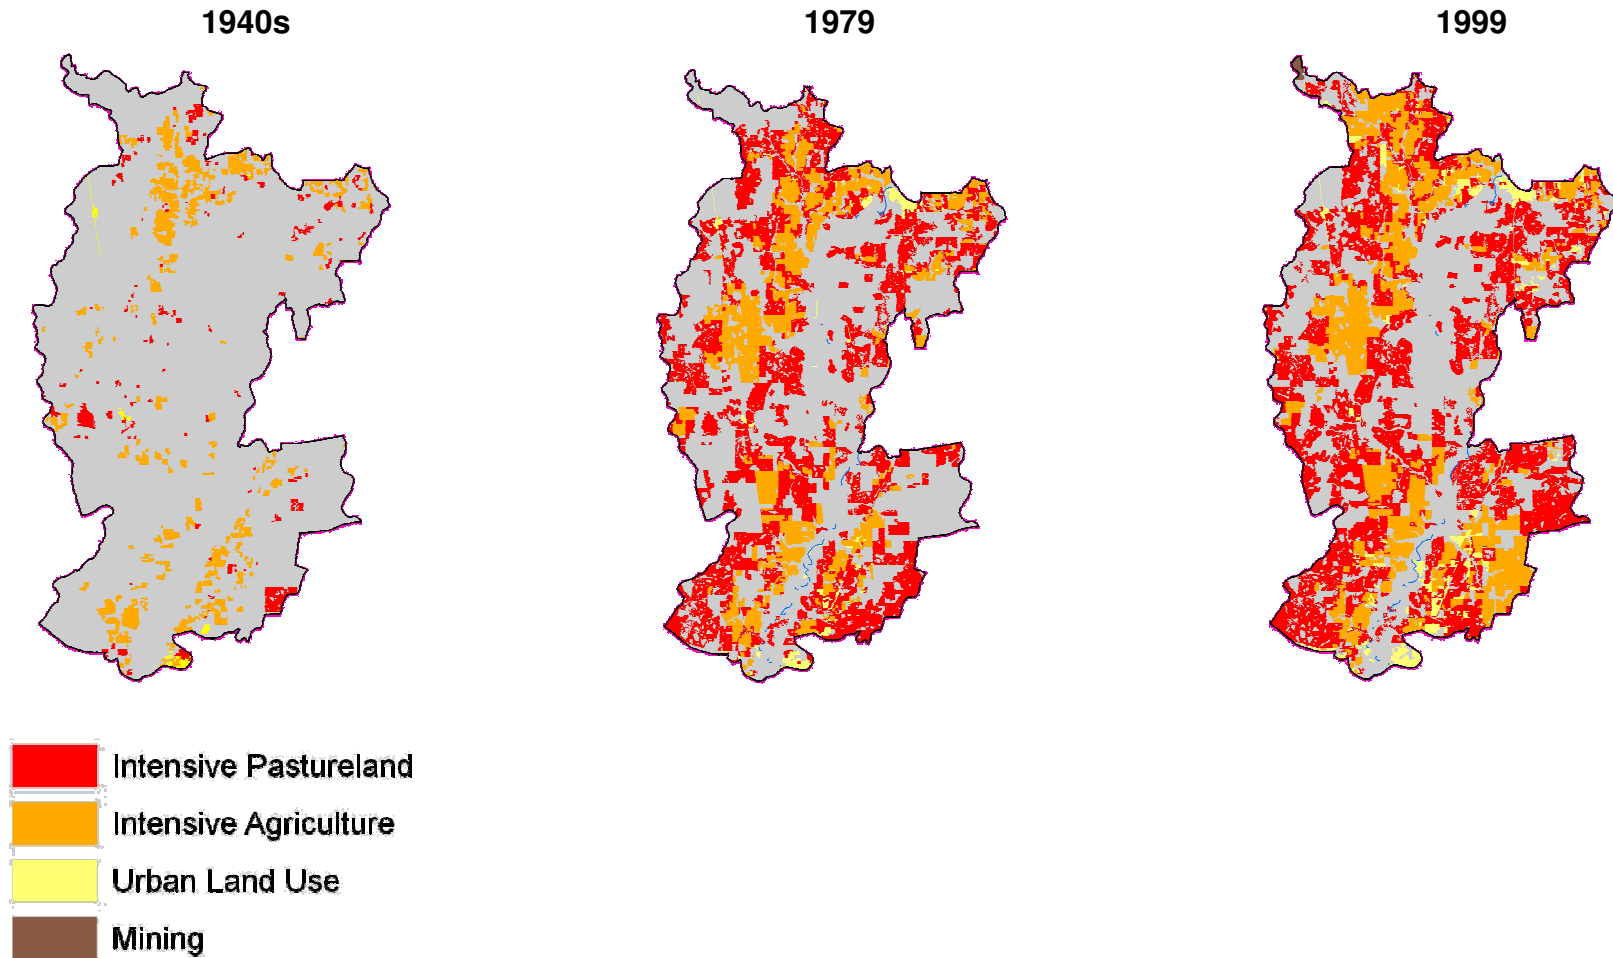 1940s
1979
1999
Intensive Pastureland
Intensive Agriculture
Urban Land Use
Mining